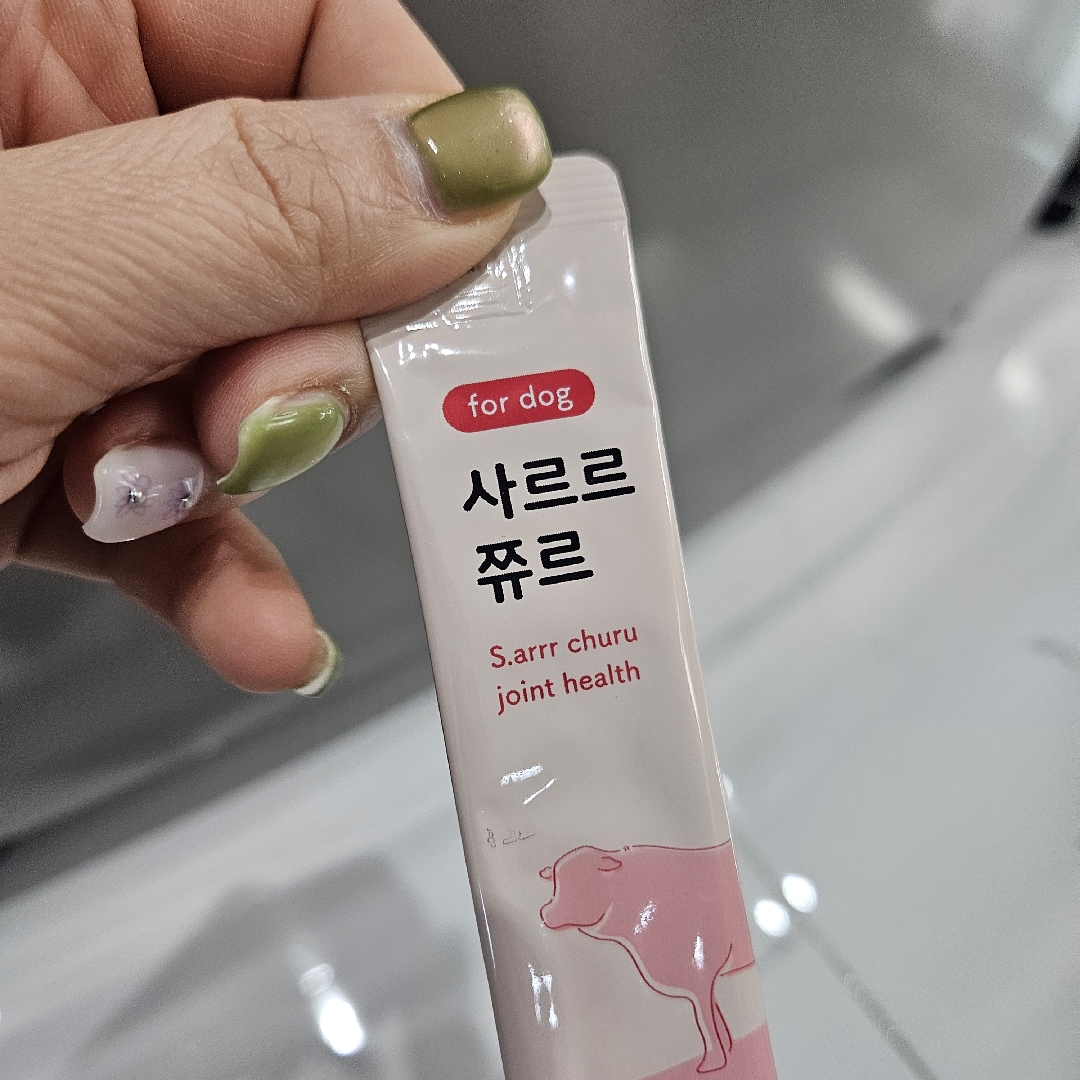 for dog
사르르
쮸르
S.arrr churu
joint health